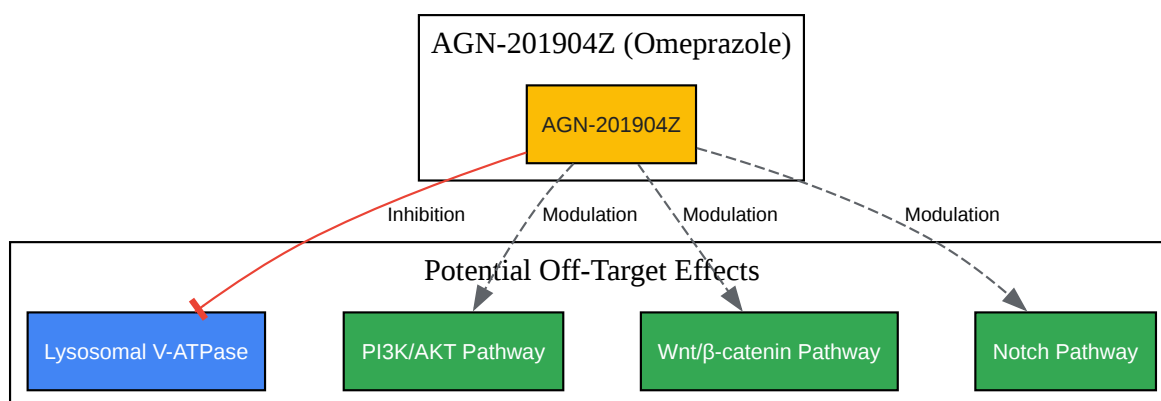 AGN-201904Z (Omeprazole)
AGN-201904Z
Inhibition
Modulation
Modulation
Modulation
Potential Off-Target Effects
Lysosomal V-ATPase
PI3K/AKT Pathway
Wnt/β-catenin Pathway
Notch Pathway